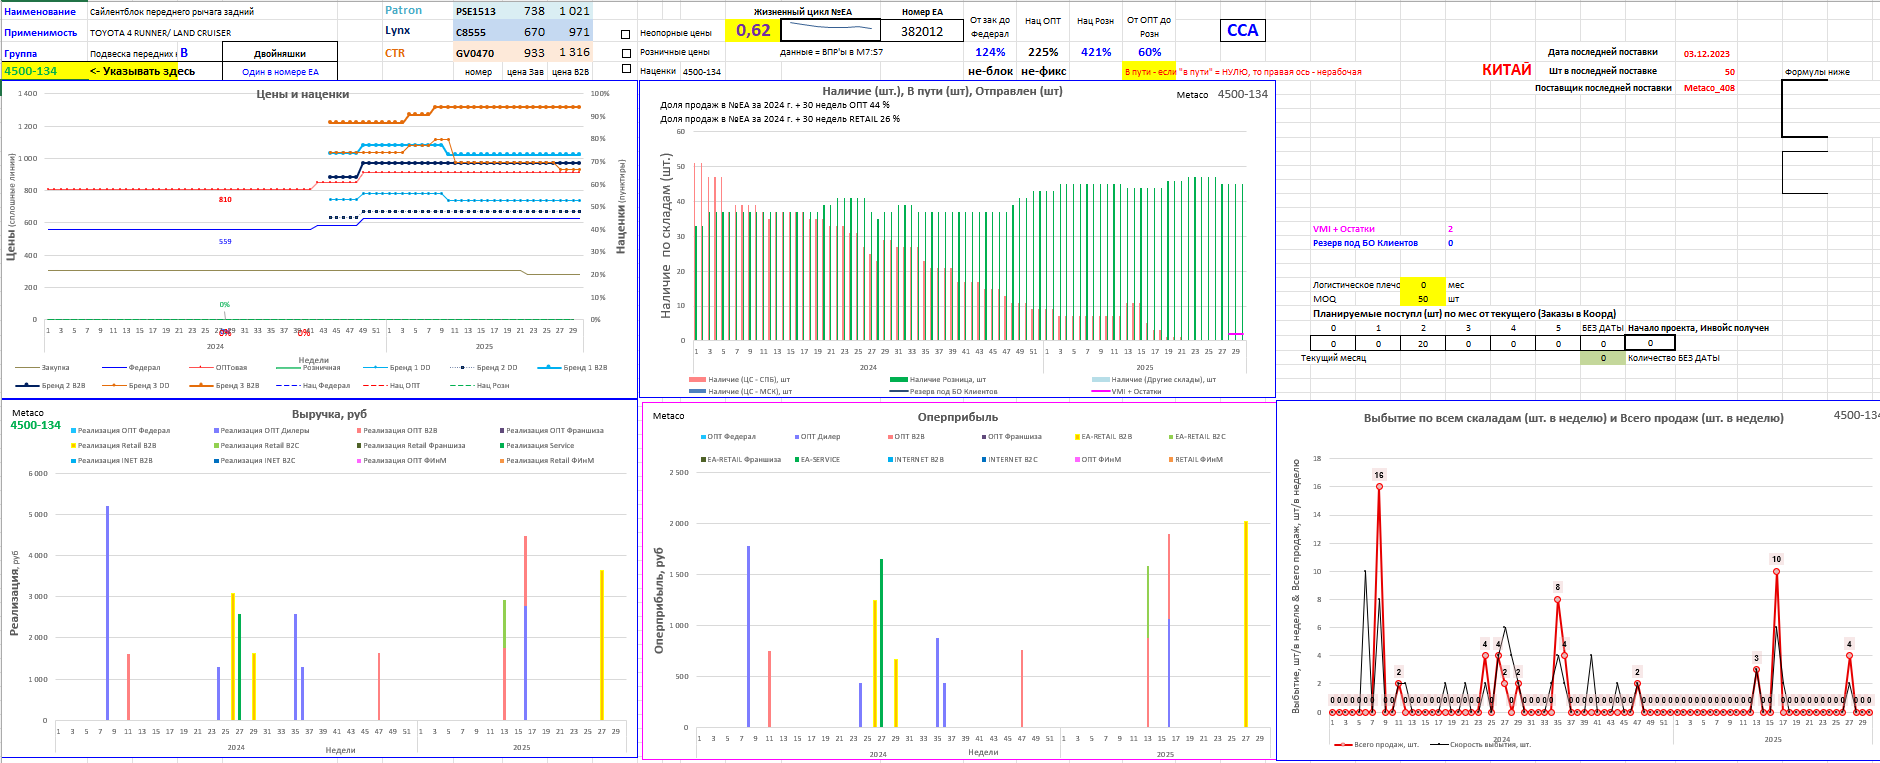 Наименование Сайлентблок переднего рычага задний Patron PSE1513 738 1 021 Жизненный цикл №EA Номер EA
Применимость TOYOTA 4 RUNNER/ LAND CRUISER Lynx C8555 670 971 Неопорные цены 0,62 382012 От зак до Федерал Нац ОПТ Нац Розн От ОПТ до Розн CCA
Группа Подвеска передних к B Двойняшки CTR GV0470 933 1 316 Розничные цены данные = ВПР'ы в M7:S7 124% 225% 421% 60% Дата последней поставки 03.12.2023
4500-134 <- Указывать здесь Один в номере EA номер цена Зав цена B2B Наценки 4500-134 не-блок не-фикс В пути - если "в пути" = НУЛЮ, то правая ось - нерабочая КИТАЙ Шт в последней поставке 50 Формулы ниже
Поставщик последней поставки Metaco_408
Цены и наценки
Цены (сплошные линии)
Наценки (пунктиры)
1 400
1 200
1 000
800
600
400
200
0
100%
90%
80%
70%
60%
50%
40%
30%
20%
10%
0%
810
559
0%
0%
1 3 5 7 9 11 13 15 17 19 21 23 25 27 29 31 33 35 37 39 41 43 45 47 49 51 1 3 5 7 9 11 13 15 17 19 21 23 25 27 29
2024 2025
Недели
Закупка Федерал ОПТовая Розничная Бренд 1 DD Бренд 2 DD Бренд 1 B2B
Бренд 2 B2B Бренд 3 DD Бренд 3 B2B Нац Федерал Нац ОПТ Нац Розн
Наличие (шт.), В пути (шт), Отправлен (шт)
Metaco 4500-134
Доля продаж в №EA за 2024 г. + 30 недель ОПТ 44 %
Доля продаж в №EA за 2024 г. + 30 недель RETAIL 26 %
Наличие по складам (шт.)
60
50
40
30
20
10
0
1 3 5 7 9 11 13 15 17 19 21 23 25 27 29 31 33 35 37 39 41 43 45 47 49 51 1 3 5 7 9 11 13 15 17 19 21 23 25 27 29
2024 2025
Наличие (ЦС - СПБ), шт Наличие Розница, шт Наличие (Другие склады), шт
Наличие (ЦС - МСК), шт Резерв под БО Клиентов VMI + Остатки
VMI + Остатки 2
Резерв под БО Клиентов 0
Логистическое плечо 0 мес
MOQ 50 шт
Планируемые поступл (шт) по мес от текущего (Заказы в Коорд)
0 1 2 3 4 5 БЕЗ ДАТЫ Начало проекта, Инвойс получен
0 0 20 0 0 0 0 0
Текущий месяц 0 Количество БЕЗ ДАТЫ
Metaco
4500-134
Выручка, руб
Реализация ОПТ Федерал Реализация ОПТ Дилеры Реализация ОПТ B2B Реализация ОПТ Франшиза
Реализация Retail B2B Реализация Retail B2C Реализация Retail Франшиза Реализация Service
Реализация INET B2B Реализация INET B2C Реализация ОПТ ФИнМ Реализация Retail ФИнМ
Реализация, руб
6 000
5 000
4 000
3 000
2 000
1 000
0
1 3 5 7 9 11 13 15 17 19 21 23 25 27 29 31 33 35 37 39 41 43 45 47 49 51 1 3 5 7 9 11 13 15 17 19 21 23 25 27 29
2024 Недели 2025
Metaco
Оперприбыль
ОПТ Федерал ОПТ Дилер ОПТ B2B ОПТ Франшиза EA-RETAIL B2B EA-RETAIL B2C
EA-RETAIL Франшиза EA-SERVICE INTERNET B2B INTERNET B2C ОПТ ФИнМ RETAIL ФИнМ
Оперприбыль, руб
2 500
2 000
1 500
1 000
500
0
1 3 5 7 9 11 13 15 17 19 21 23 25 27 29 31 33 35 37 39 41 43 45 47 49 51 1 3 5 7 9 11 13 15 17 19 21 23 25 27 29
2024 Недели 2025
Выбытие по всем скаладам (шт. в неделю) и Всего продаж (шт. в неделю) 4500-134
Выбытие, шт/в неделю & Всего продаж, шт/в неделю
18
16
14
12
10
8
6
4
2
0
16 2 4 4 2 2 8 4 2 3 10 4
1 3 5 7 9 11 13 15 17 19 21 23 25 27 29 31 33 35 37 39 41 43 45 47 49 51 1 3 5 7 9 11 13 15 17 19 21 23 25 27 29
2024 2025
Всего продаж, шт. Скорость выбытия, шт.